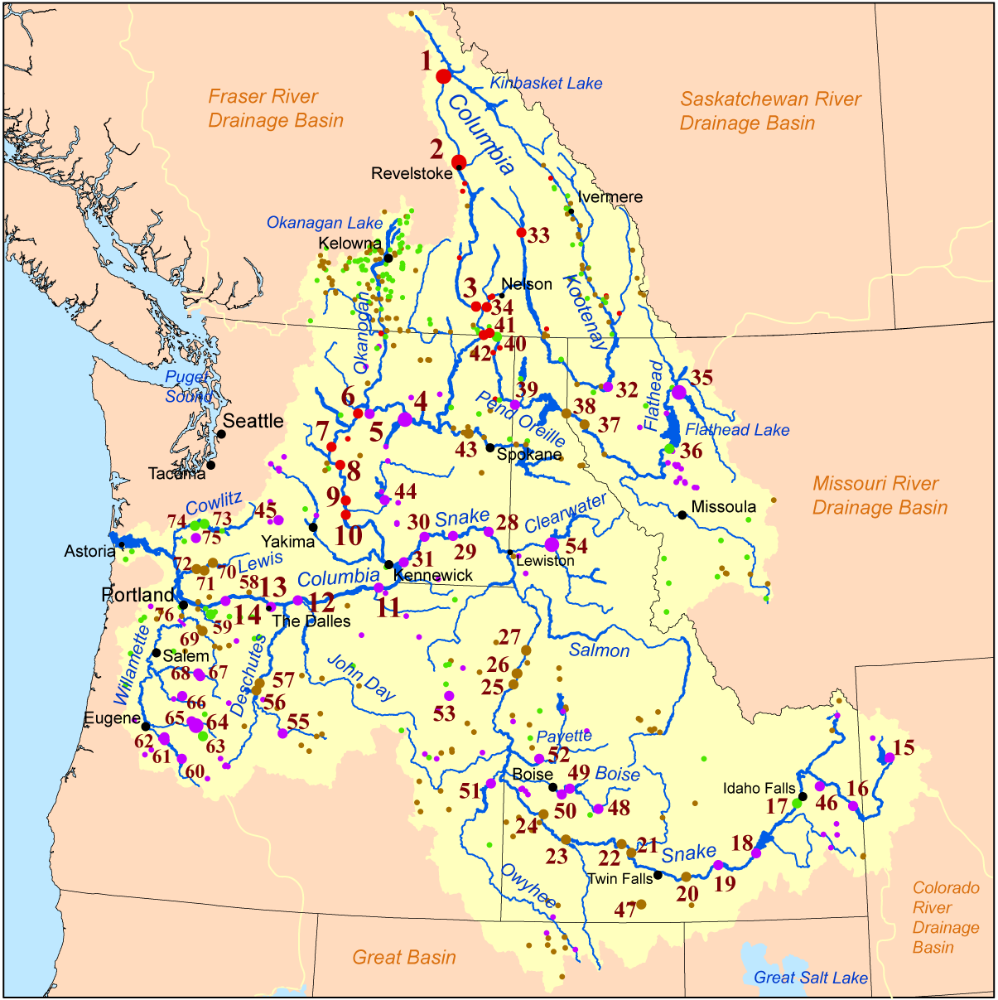 1
Kinbasket Lake
Fraser River
Drainage Basin
Saskatchewan River
Drainage Basin
Columbia
2
Revelstoke
Ivermere
Okanagan Lake
Kelowna
33
Nelson
3
34
Kootenay
Okanogan
41
40
42
Puget
Sound
6
4
39
32
35
Flathead
5
Pend Oreille
38
37
Flathead Lake
Seattle
7
43
Spokane
36
Tacoma
8
Missouri River
Drainage Basin
9
44
Cowlitz
45
74
73
75
10
30
Snake
28
Clearwater
Missoula
Yakima
29
54
Astoria
Lewiston
72
70
Lewis
31
Kennewick
71
58
Columbia
Portland
13
12
11
76
14
The Dalles
59
69
Willamette
Salem
27
Salmon
68
67
Deschutes
John Day
26
57
25
66
56
53
Eugene
65
64
55
62
63
Payette
61
60
52
15
Boise
49
Boise
51
50
48
Idaho Falls
17
46
16
24
23
22
21
Snake
18
Twin Falls
20
19
Owyhee
47
Colorado
River
Drainage
Basin
Great Basin
Great Salt Lake